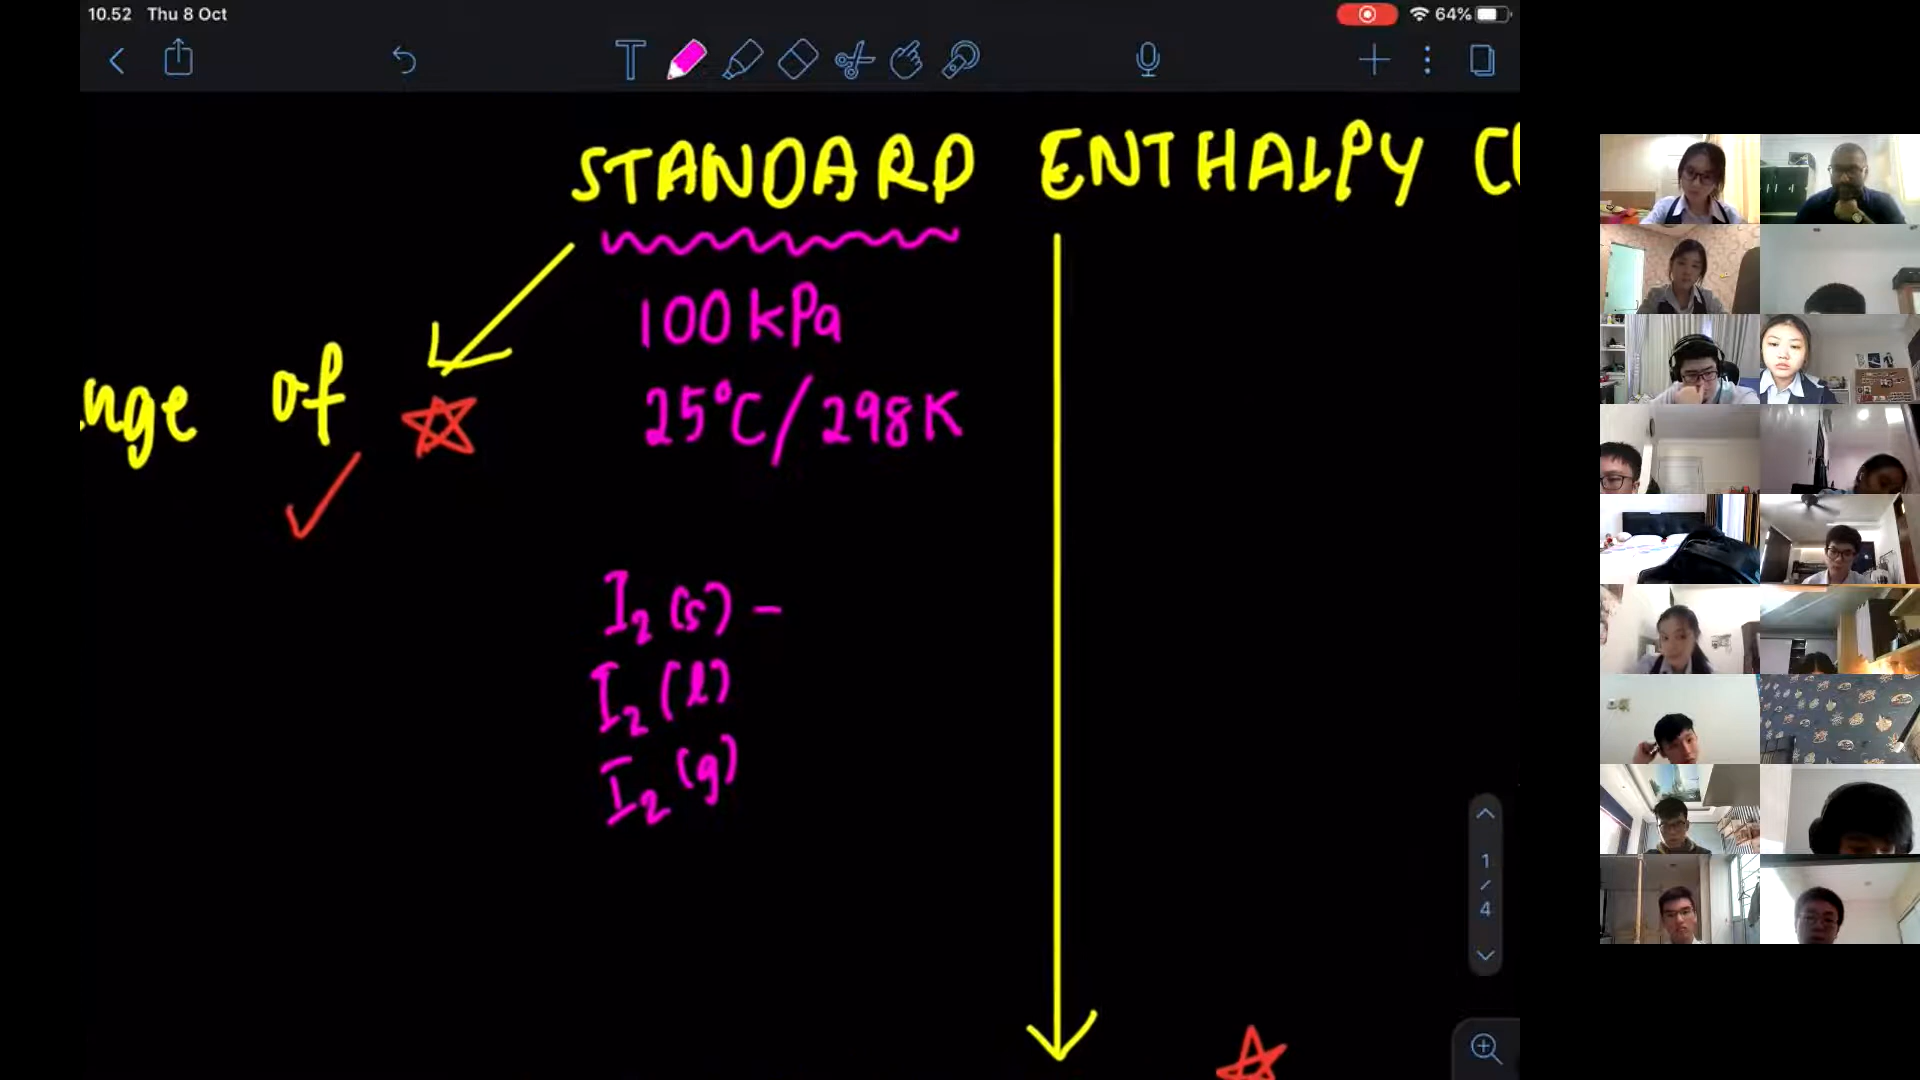 10.52 Thu 8 Oct
64%
T
STANDARD ENTHALPY
100 kPa
25°C/298K
nge of
I₂ (s) -
I₂ (l)
I₂ (g)
1
/
4